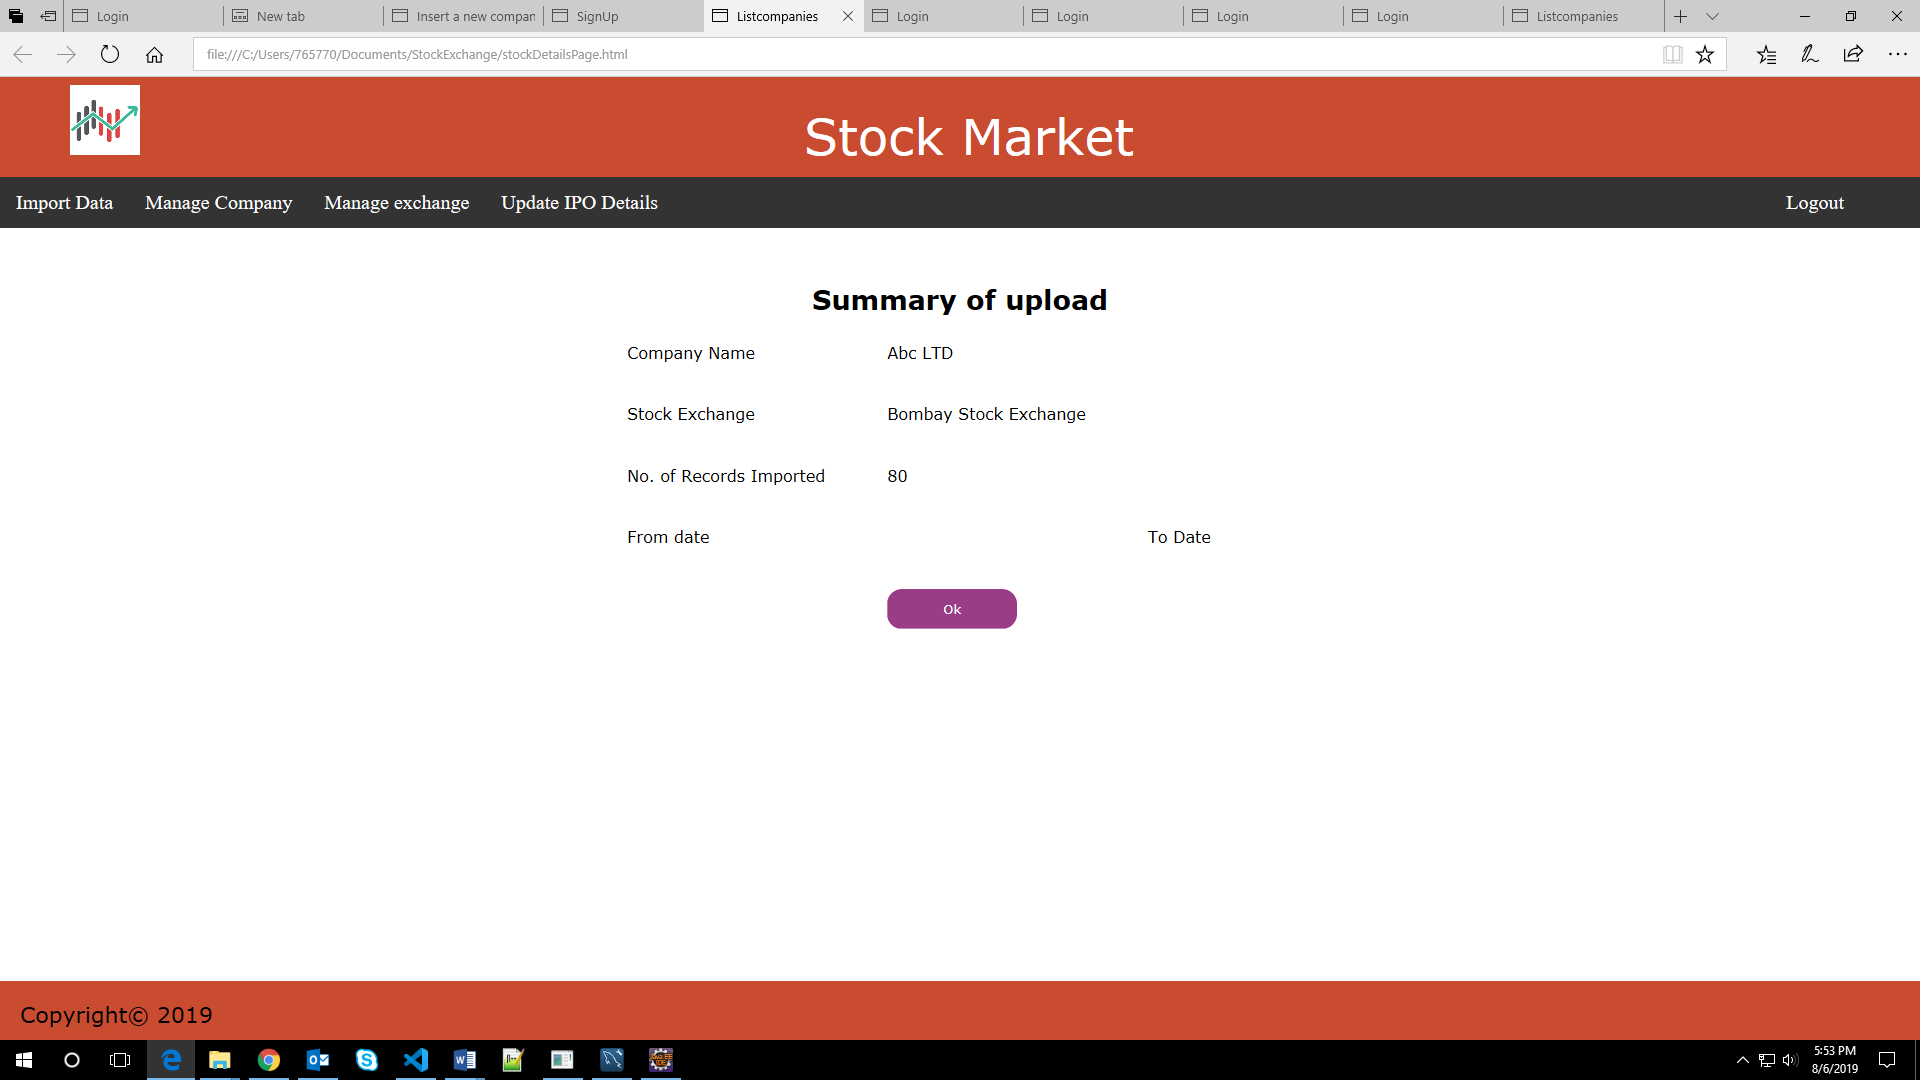 Login
New tab
Insert a new compan
SignUp
Listcompanies
Login
Login
Login
Login
Listcompanies
file:///C:/Users/765770/Documents/StockExchange/stockDetailsPage.html
Stock Market
Import Data Manage Company Manage exchange Update IPO Details Logout
Summary of upload
Company Name Abc LTD
Stock Exchange Bombay Stock Exchange
No. of Records Imported 80
From date To Date
Ok
Copyright© 2019
5:53 PM
8/6/2019